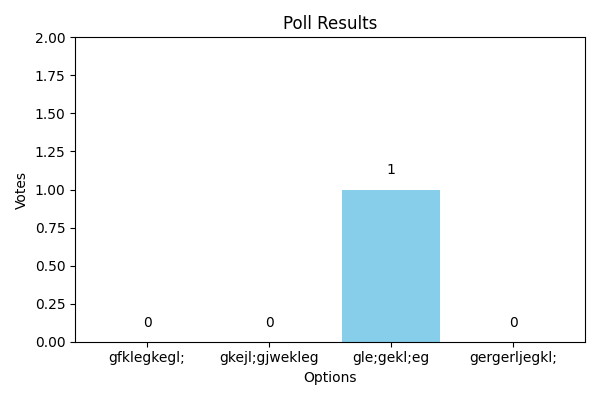 Poll Results
2.00
1.75
1.50
1.25
1.00
0.75
0.50
0.25
0.00
Votes
0
0
1
0
gfklegkegl;
gkejl;gjwekleg
gle;gekl;eg
gergerljegkl;
Options